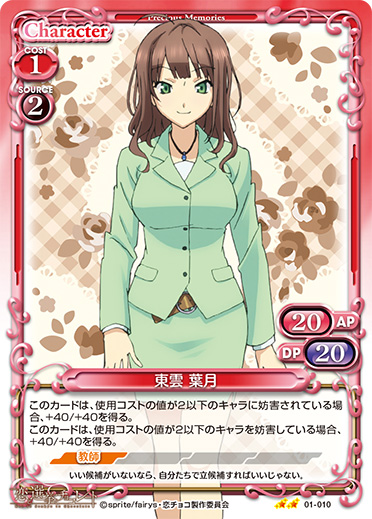 Precious Memories
Character
COST
1
SOURCE
2
20 AP
DP 20
東雲 葉月
このカードは、使用コストの値が2以下のキャラに妨害されている場
合、+40/+40を得る。
このカードは、使用コストの値が2以下のキャラを妨害している場合、
+40/+40を得る。
教師
いい候補がいないなら、自分たちで立候補すればいいじゃない。
恋と選挙とチョコレート
©sprite/fairys・恋チョコ製作委員会
01-010